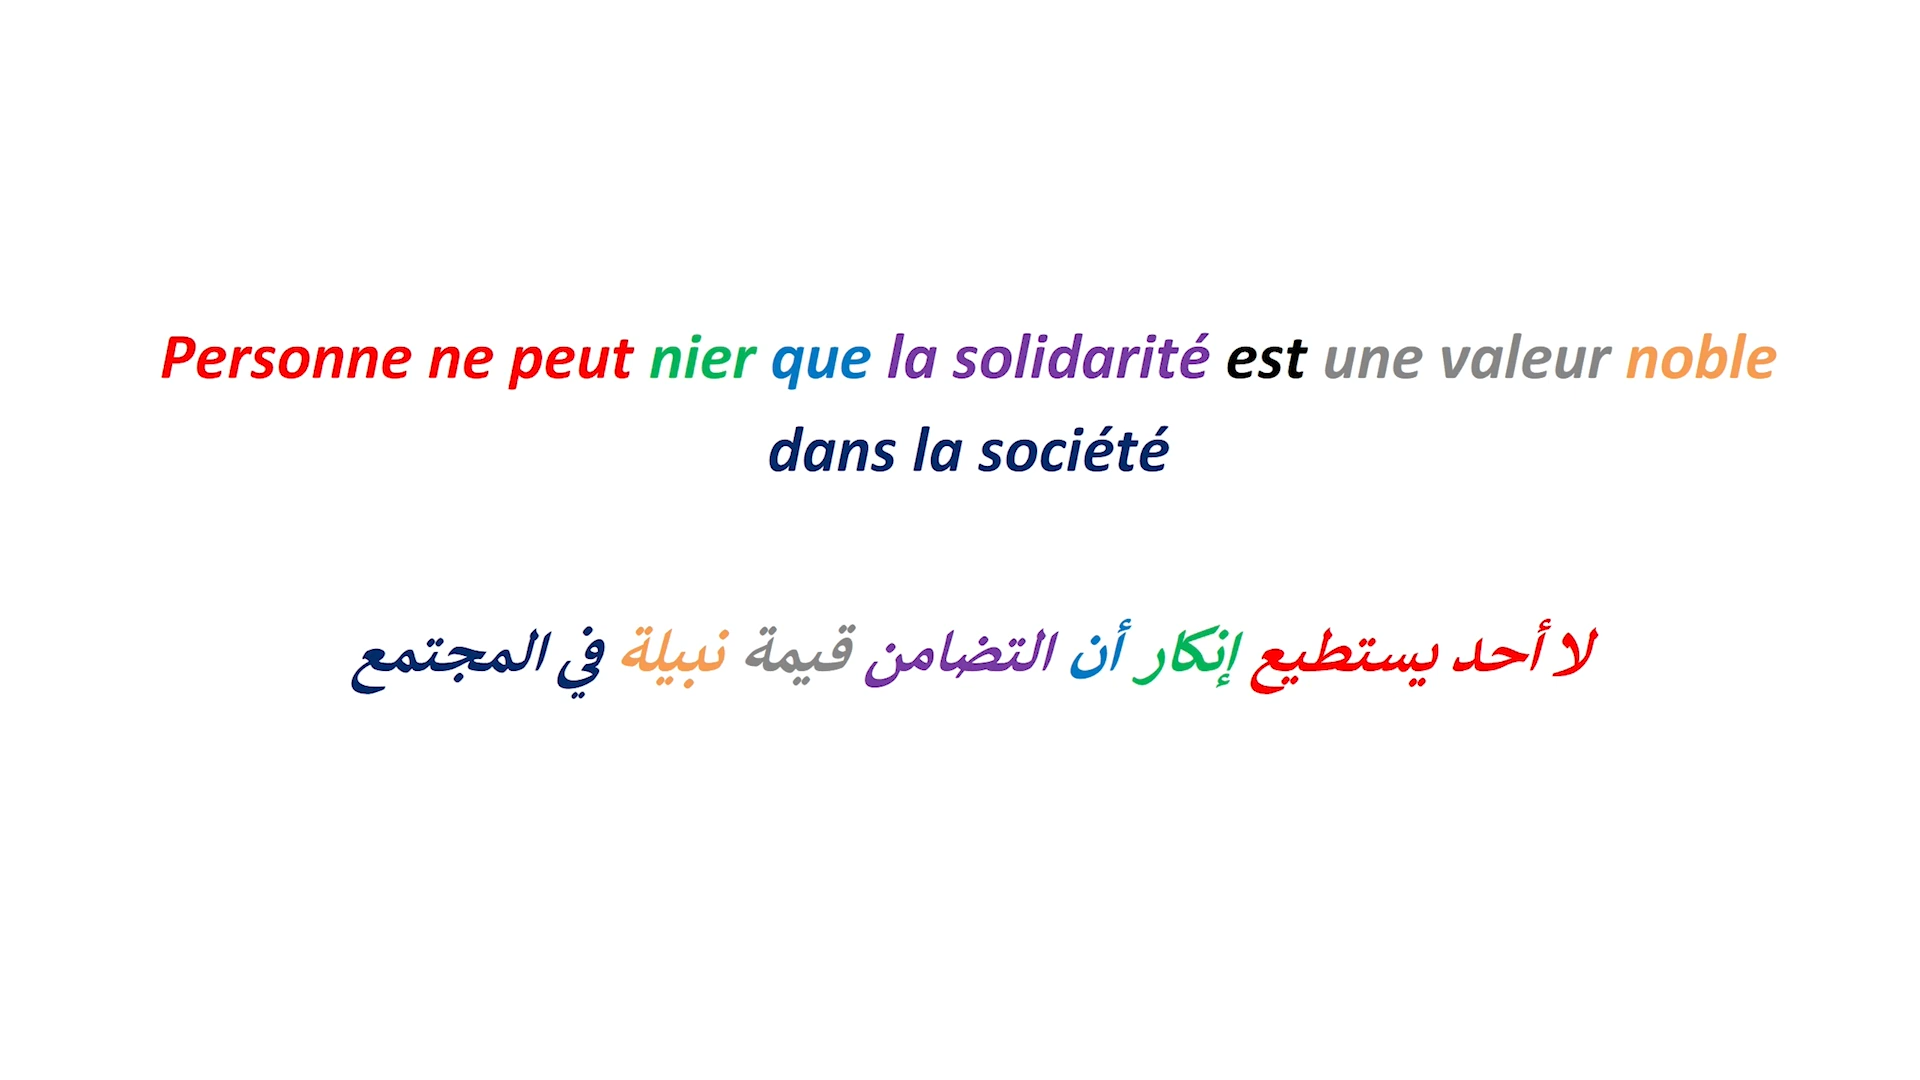 Personne ne peut nier que la solidarité est une valeur noble
dans la société
لا أحد يستطيع إنكار أن التضامن قيمة نبيلة في المجتمع